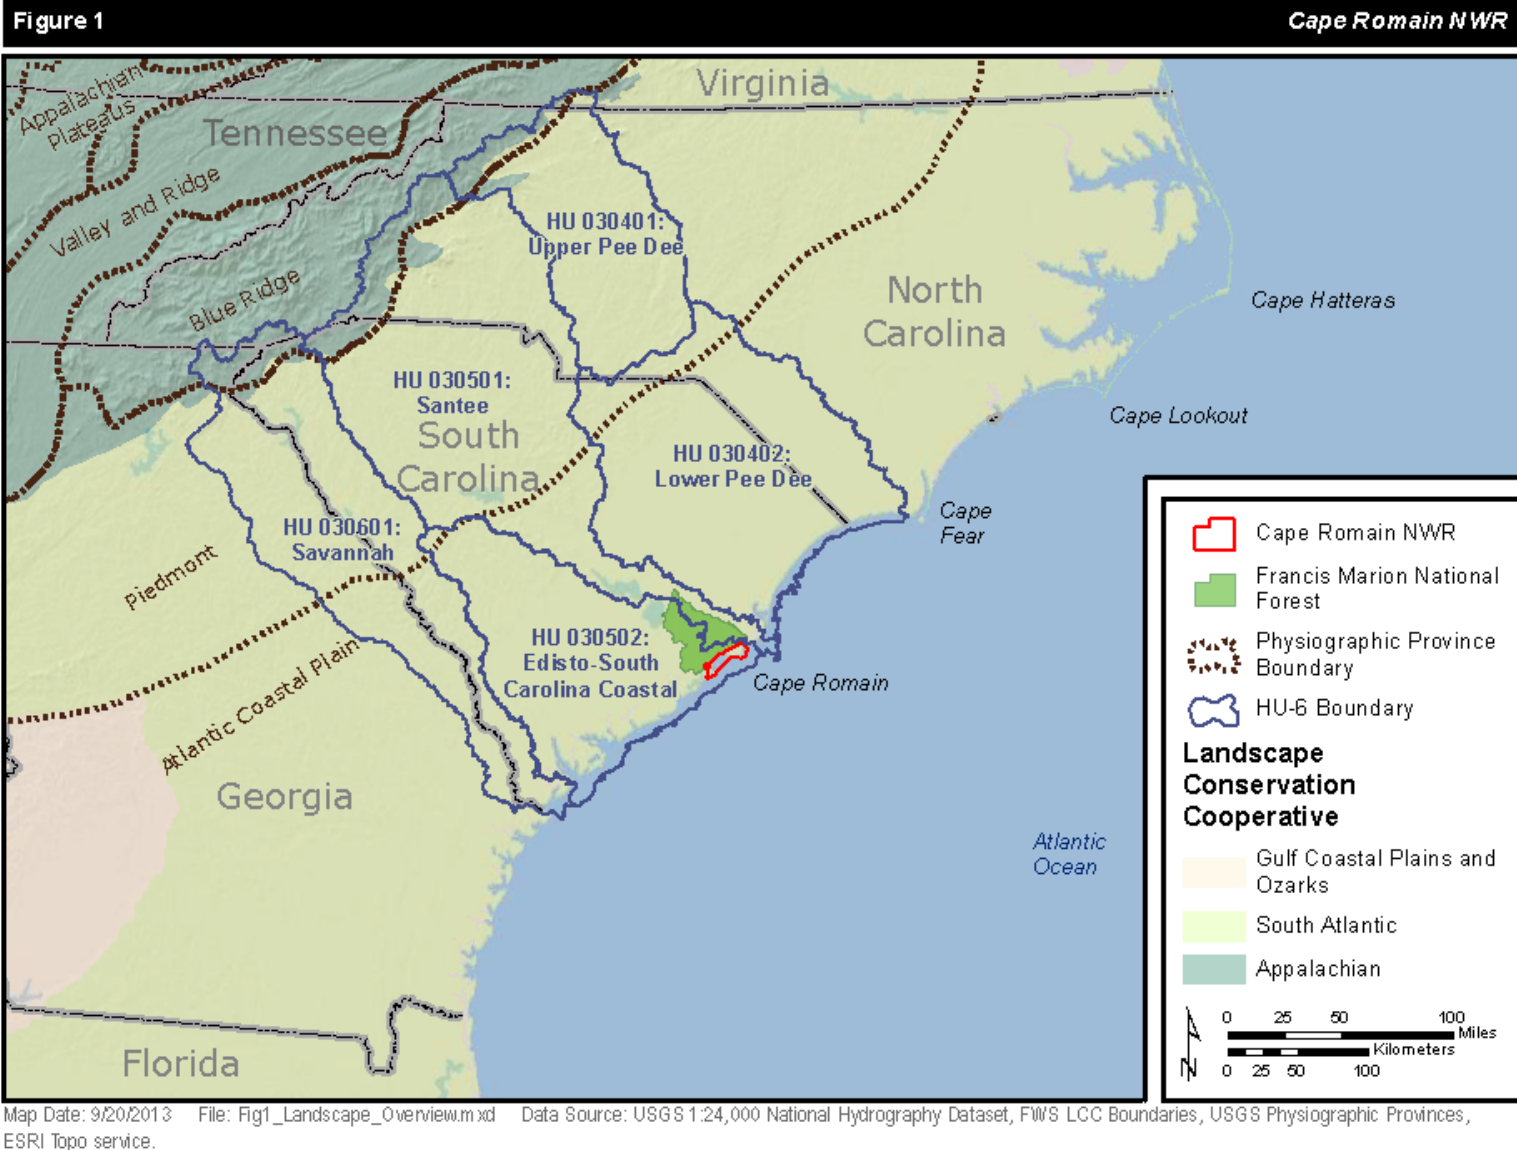 Figure 1
Cape Romain NWR
Virginia
Appalachian
Plateaus
Tennessee
Valley and Ridge
Blue Ridge
HU 030401:
Upper Pee Dee
North
Carolina
Cape Hatteras
HU 030501:
Santee
South
Carolina
Cape Lookout
HU 030402:
Lower Pee Dee
Cape
Fear
HU 030601:
Savannah
Piedmont
HU 030502:
Edisto-South
Carolina Coastal
Cape Romain
Atlantic Coastal Plain
Georgia
Atlantic
Ocean
Florida
Cape Romain NWR
Francis Marion National
Forest
Physiographic Province
Boundary
HU-6 Boundary
Landscape
Conservation
Cooperative
Gulf Coastal Plains and
Ozarks
South Atlantic
Appalachian
N
0 25 50 100
Miles
Kilometers
0 25 50 100
Map Date: 9/20/2013 File: Fig1_Landscape_Overview.mxd Data Source: USGS 1:24,000 National Hydrography Dataset, FWS LCC Boundaries, USGS Physiographic Provinces,
ESRI Topo service.